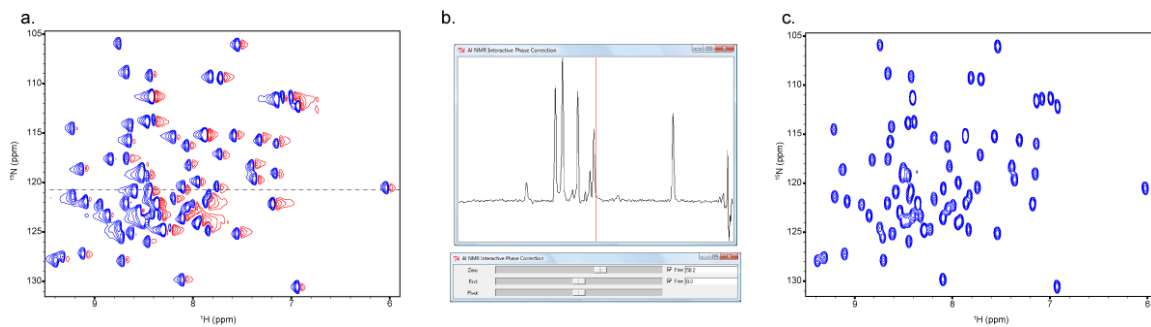 a.
105
110
115
120
125
130
¹⁵N (ppm)
9
8
7
6
¹H (ppm)
b.
AI NMR Interactive Phase Correction
AI NMR Interactive Phase Correction
Zero:
Fine:
First:
Fine:
0.0
Pivot:
c.
105
110
115
120
125
130
¹⁵N (ppm)
9
8
7
6
¹H (ppm)